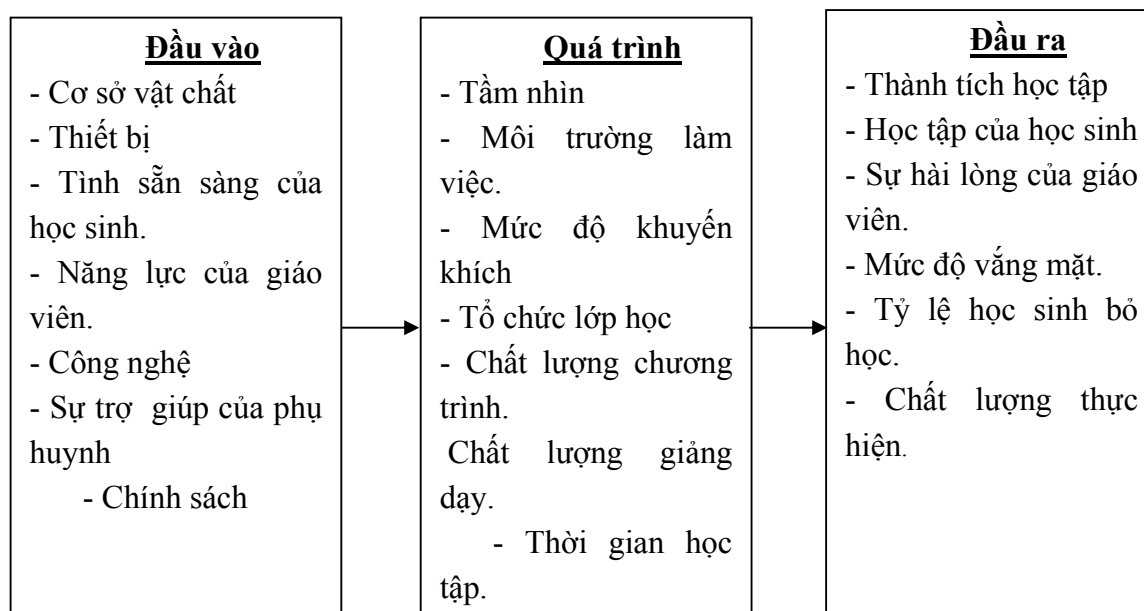 Đầu vào
- Cơ sở vật chất
- Thiết bị
- Tình sẵn sàng của
học sinh.
- Năng lực của giáo
viên.
- Công nghệ
- Sự trợ giúp của phụ
huynh
- Chính sách
Quá trình
- Tầm nhìn
- Môi trường làm
việc.
- Mức độ khuyến
khích
- Tổ chức lớp học
- Chất lượng chương
trình.
Chất lượng giảng
dạy.
- Thời gian học
tập.
Đầu ra
- Thành tích học tập
- Học tập của học sinh
- Sự hài lòng của giáo
viên.
- Mức độ vắng mặt.
- Tỷ lệ học sinh bỏ
học.
- Chất lượng thực
hiện.